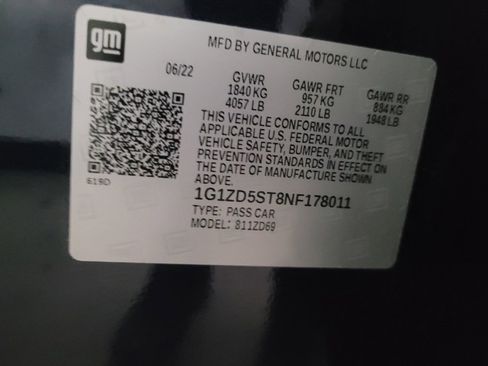 gm
MFD BY GENERAL MOTORS LLC
06/22 GVWR GAWR FRT GAWR RR
1840 KG 957 KG 884 KG
4057 LB 2110 LB 1948 LB
THIS VEHICLE CONFORMS TO ALL
APPLICABLE U.S. FEDERAL MOTOR
VEHICLE SAFETY, BUMPER, AND THEFT
PREVENTION STANDARDS IN EFFECT ON
THE DATE OF MANUFACTURE SHOWN
ABOVE.
619D
1G1ZD5ST8NF178011
TYPE: PASS CAR
MODEL: 811ZD69